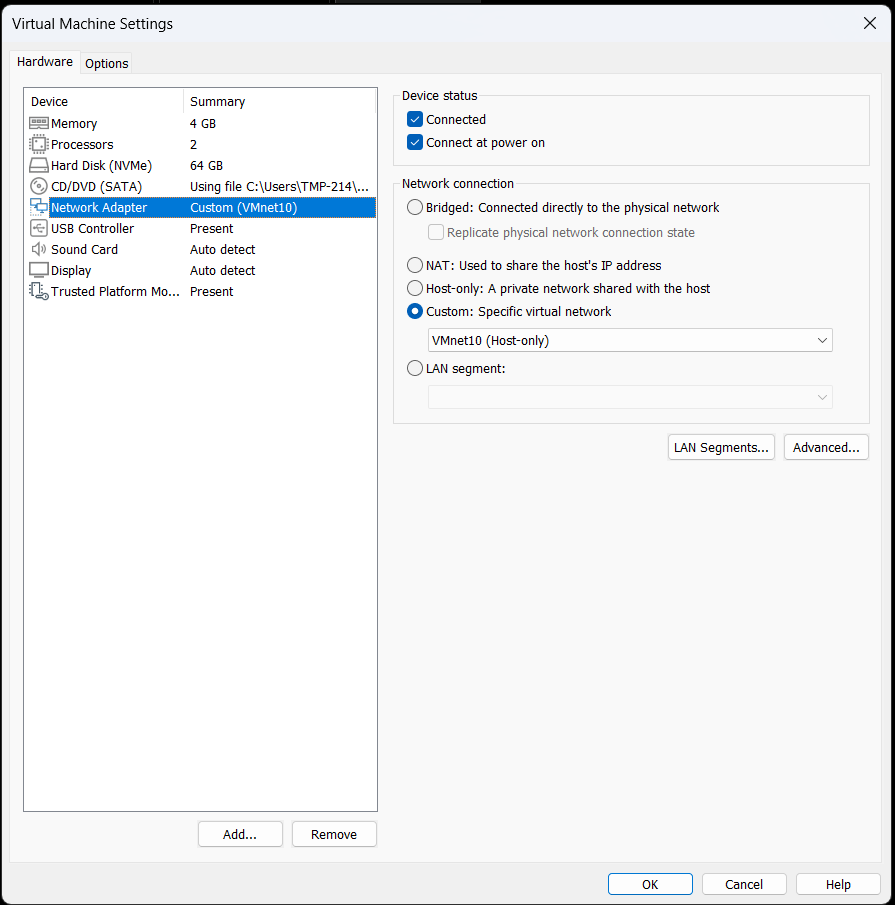 Virtual Machine Settings
Hardware
Options
Device Summary
Memory 4 GB
Processors 2
Hard Disk (NVMe) 64 GB
CD/DVD (SATA) Using file C:\Users\TMP-214\...
Network Adapter Custom (VMnet10)
USB Controller Present
Sound Card Auto detect
Display Auto detect
Trusted Platform Mo... Present
Add...
Remove
Device status
Connected
Connect at power on
Network connection
Bridged: Connected directly to the physical network
Replicate physical network connection state
NAT: Used to share the host's IP address
Host-only: A private network shared with the host
Custom: Specific virtual network
VMnet10 (Host-only)
LAN segment:
LAN Segments...
Advanced...
OK
Cancel
Help